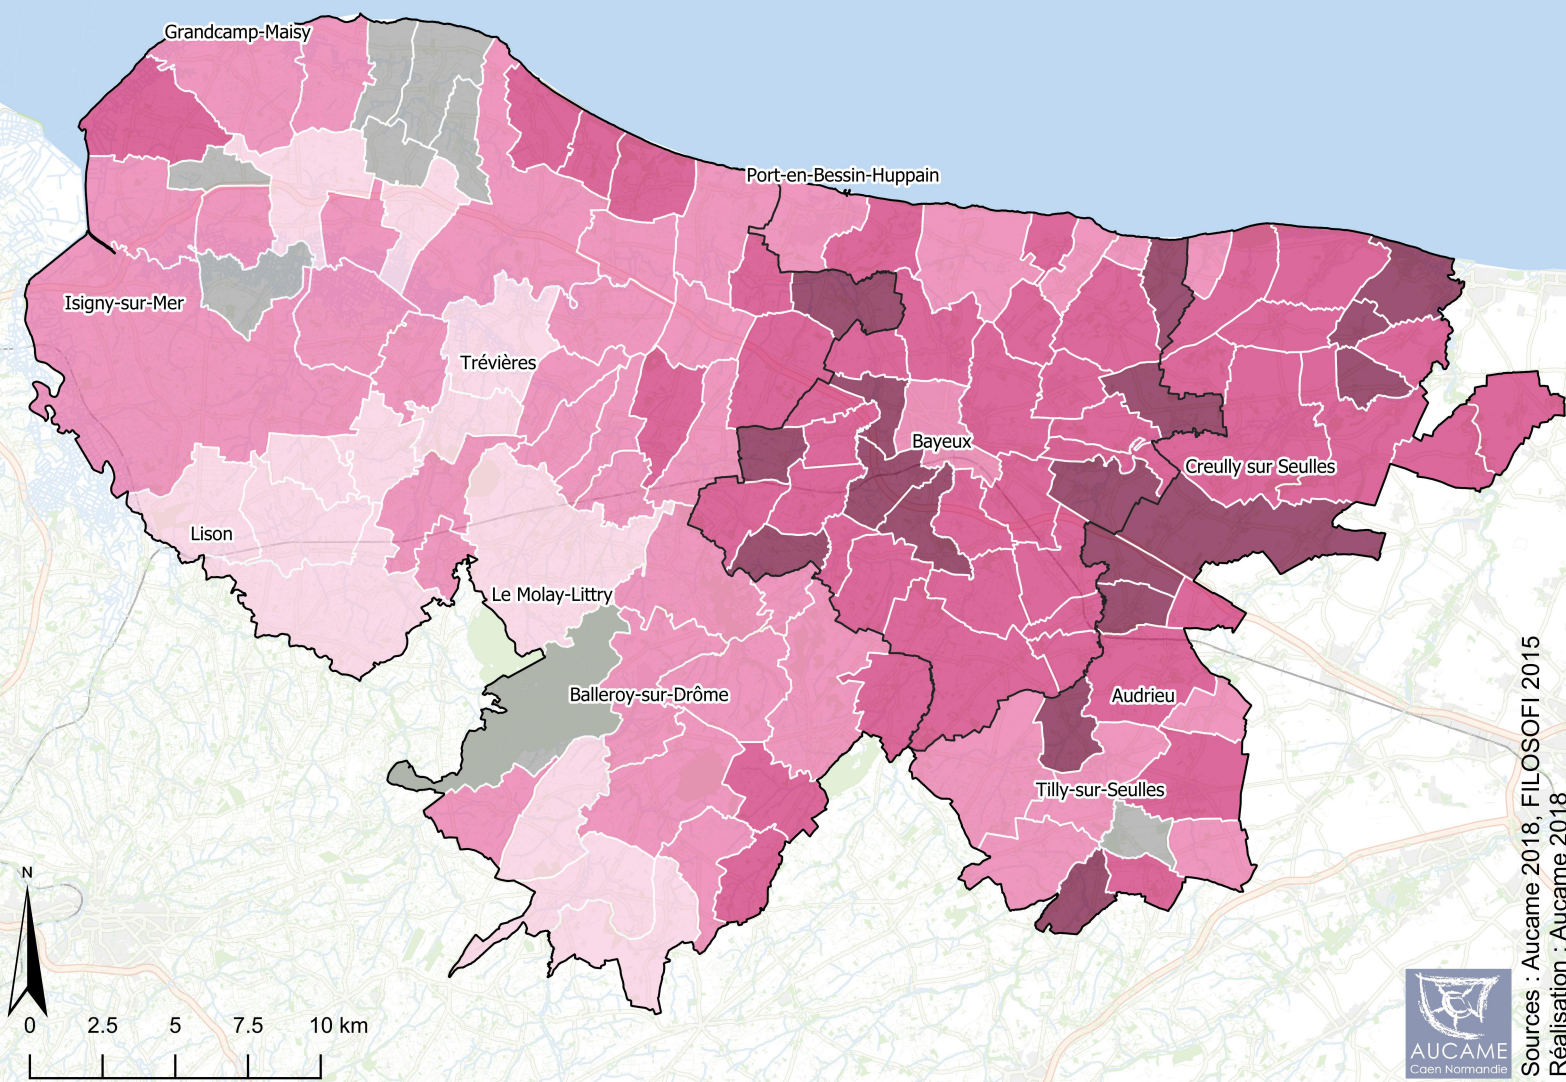 Grandcamp-Maisy
Port-en-Bessin-Huppain
Isigny-sur-Mer
Trévières
Bayeux
Creully sur Seulles
Lison
Le Molay-Littry
Balleroy-sur-Drôme
Audrieu
Tilly-sur-Seulles
N
0 2.5 5 7.5 10 km
AUCAME
Caen Normandie
Sources : Aucame 2018, FILOSOFI 2015
Réalisation : Aucame 2018